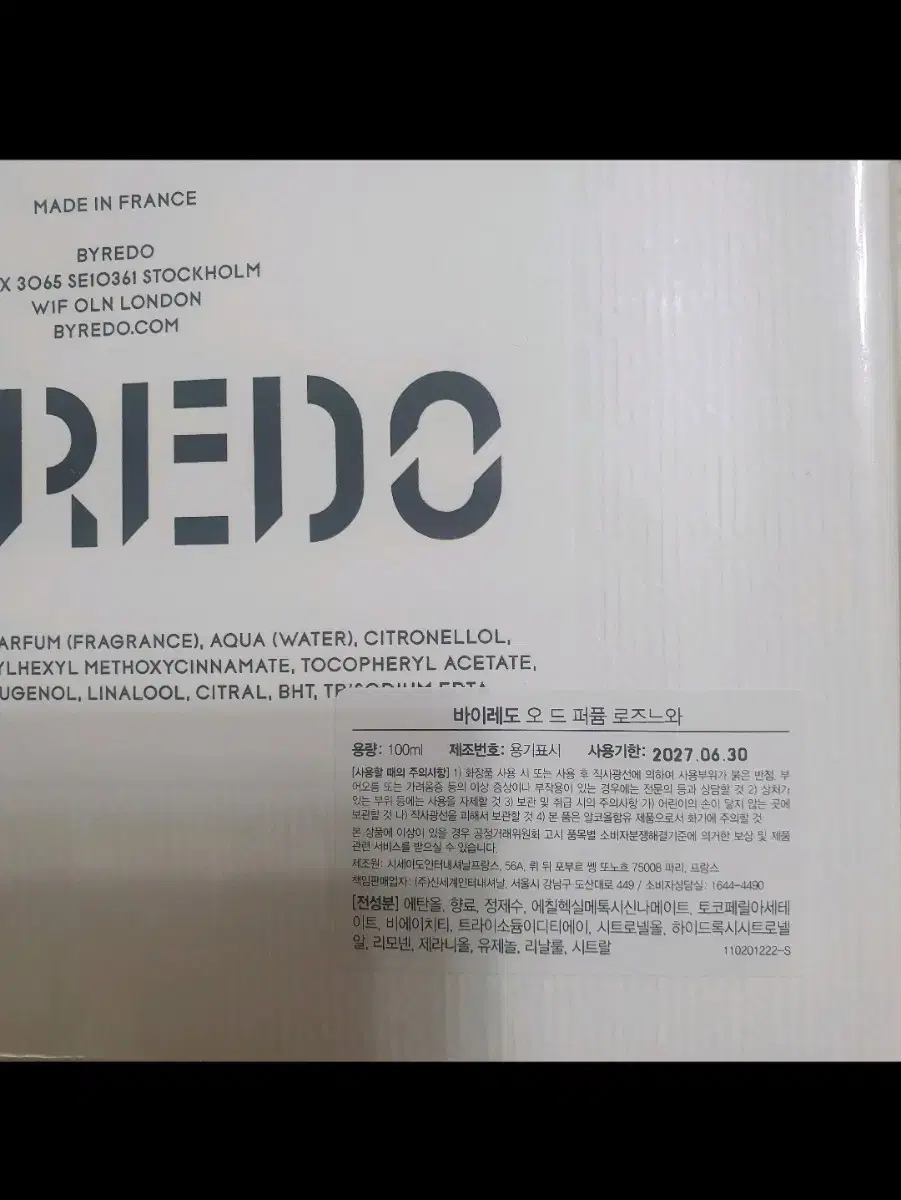 MADE IN FRANCE
BYREDO
X 3065 SE10361 STOCKHOLM
W1F 0LN LONDON
BYREDO.COM
REDO
ARFUM (FRAGRANCE), AQUA (WATER), CITRONELLOL,
YLHEXYL METHOXYCINNAMATE, TOCOPHERYL ACETATE,
UGENOL, LINALOOL, CITRAL, BHT, TRISODIUM EDTA
바이레도 오 드 퍼퓸 로즈느와
용량: 100ml 제조번호: 용기표시 사용기한: 2027.06.30
[사용할 때의 주의사항] 1) 화장품 사용 시 또는 사용 후 직사광선에 의하여 사용부위가 붉은 반점, 부
어오름 또는 가려움증 등의 이상 증상이나 부작용이 있는 경우에는 전문의 등과 상담할 것 2) 상처가
있는 부위 등에는 사용을 자제할 것 3) 보관 및 취급 시의 주의사항 가) 어린이의 손이 닿지 않는 곳에
보관할 것 나) 직사광선을 피해서 보관할 것 4) 본 품은 알코올함유 제품으로서 화기에 주의할 것
본 상품에 이상이 있을 경우 공정거래위원회 고시 품목별 소비자분쟁해결기준에 의거한 보상 및 제품
관련 서비스를 받으실 수 있습니다.
제조원: 시세이도인터내셔날프랑스, 56A, 뤼 뒤 포부르 쌩 또노흐 75008 파리, 프랑스
책임판매업자: (주)신세계인터내셔날, 서울시 강남구 도산대로 449 / 소비자상담실: 1644-4490
[전성분] 에탄올, 향료, 정제수, 에칠헥실메톡시신나메이트, 토코페릴아세테
이트, 비에이치티, 트라이소듐이디티에이, 시트로넬올, 하이드록시시트로넬
알, 리모넨, 제라니올, 유제놀, 리날룰, 시트랄
110201222-S